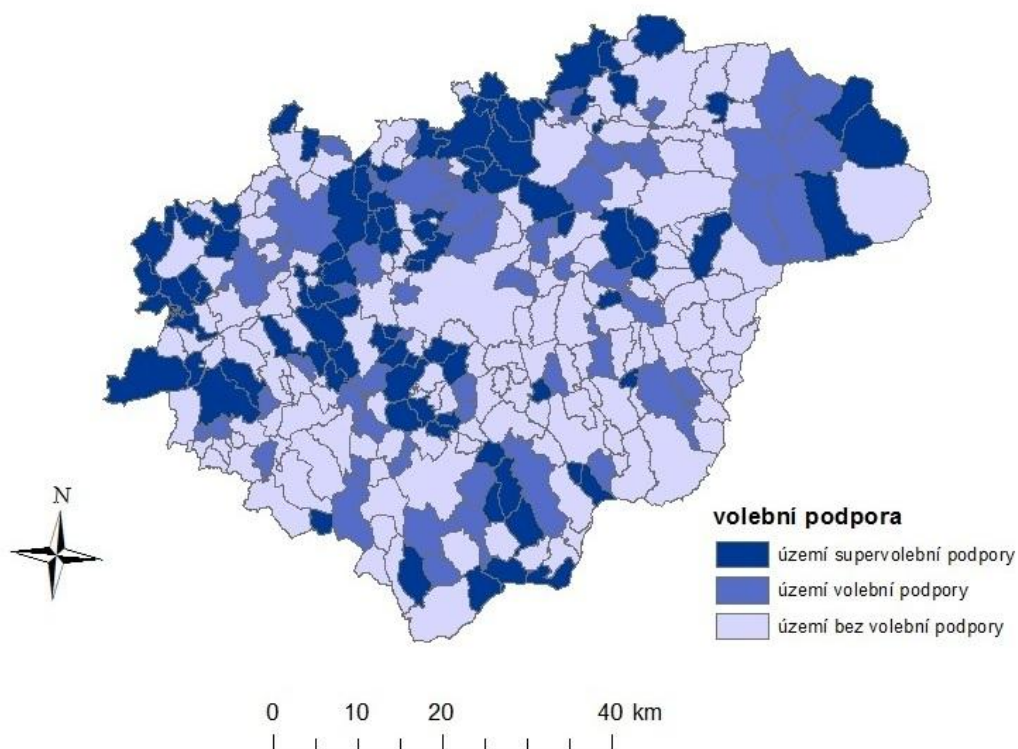 N
volební podpora
území supervolební podpory
území volební podpory
území bez volební podpory
0 10 20 40 km